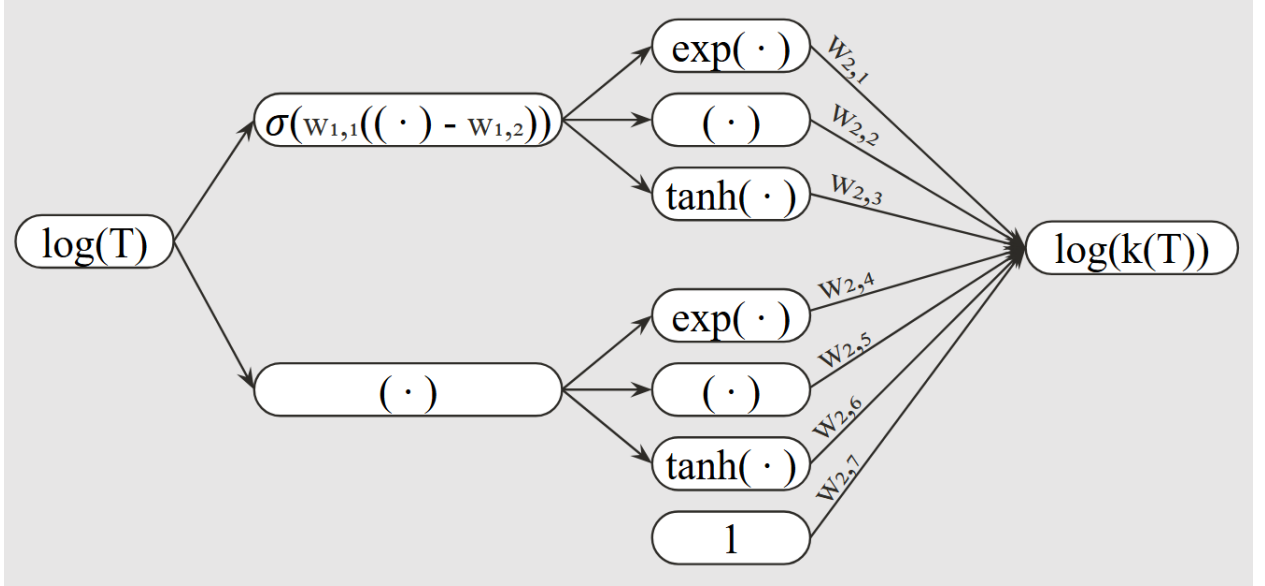 log(T)
σ(w₁,₁(( · ) - w₁,₂))
( · )
exp( · )
( · )
tanh( · )
exp( · )
( · )
tanh( · )
1
w₂,₁
w₂,₂
w₂,₃
w₂,₄
w₂,₅
w₂,₆
w₂,₇
log(k(T))